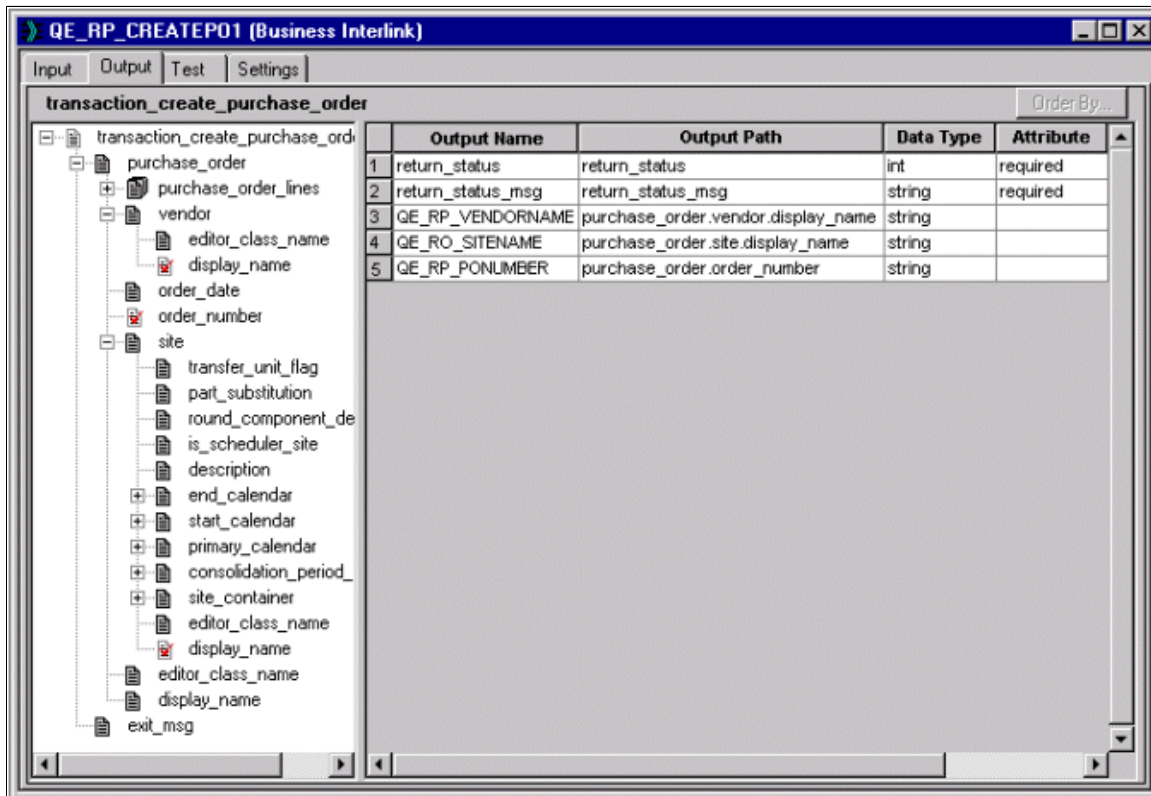 QE_RP_CREATEPO1 (Business Interlink)
Input Output Test Settings
transaction_create_purchase_order
Order By...
transaction_create_purchase_ord
purchase_order
purchase_order_lines
vendor
editor_class_name
display_name
order_date
order_number
site
transfer_unit_flag
part_substitution
round_component_de
is_scheduler_site
description
end_calendar
start_calendar
primary_calendar
consolidation_period_
site_container
editor_class_name
display_name
editor_class_name
display_name
exit_msg
Output Name Output Path Data Type Attribute
1 return_status return_status int required
2 return_status_msg return_status_msg string required
3 QE_RP_VENDORNAME purchase_order.vendor.display_name string
4 QE_RO_SITENAME purchase_order.site.display_name string
5 QE_RP_PONUMBER purchase_order.order_number string